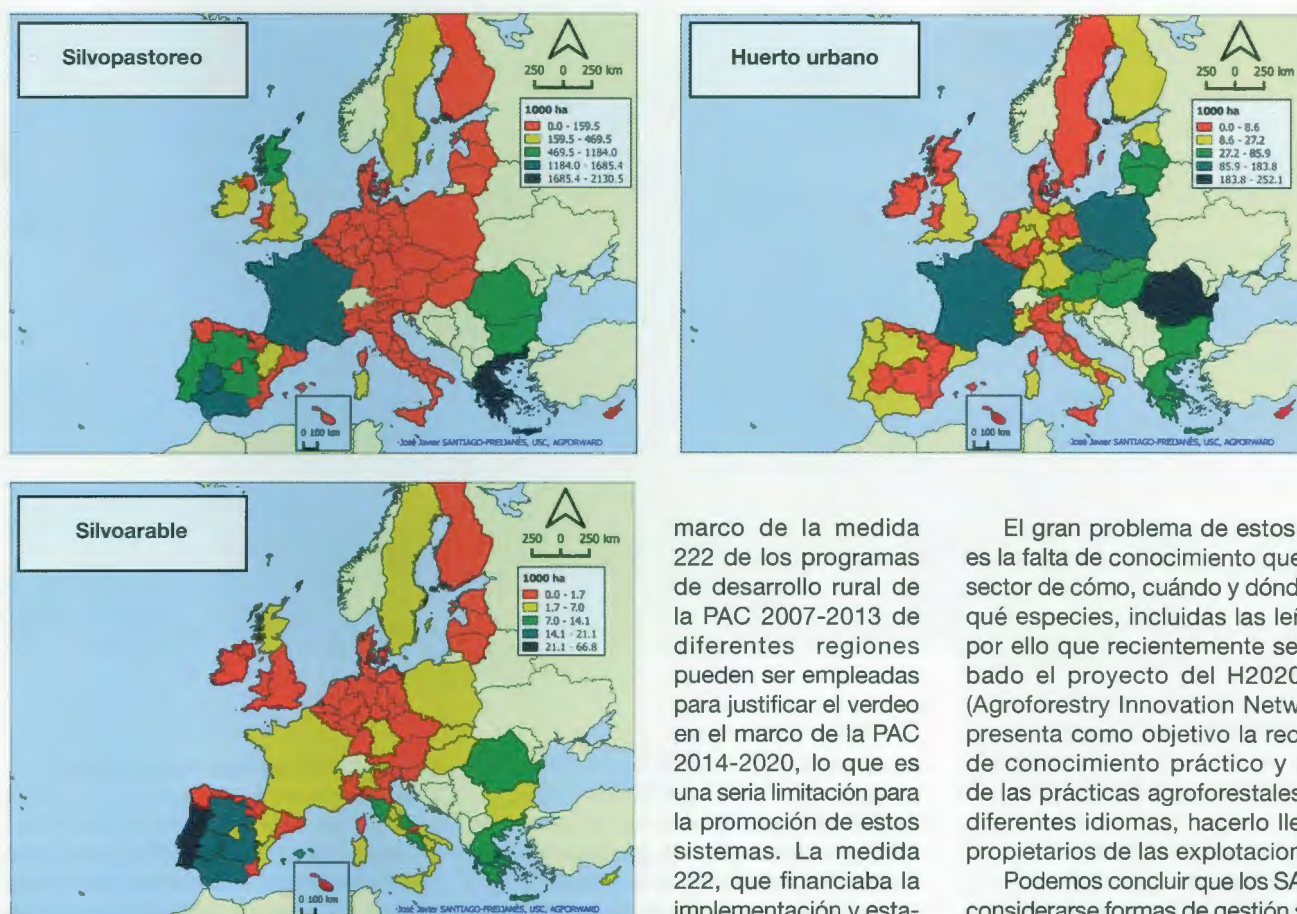 Silvopastoreo
250 0 250 km
1000 ha
0.0 - 159.5
159.5 - 469.5
469.5 - 1184.0
1184.0 - 1685.4
1685.4 - 2130.5
0 100 km
José Javier SANTIAGO-FREIJANÉS, USC, AGFORWARD
Huerto urbano
250 0 250 km
1000 ha
0.0 - 8.6
8.6 - 27.2
27.2 - 85.9
85.9 - 183.8
183.8 - 252.1
0 100 km
José Javier SANTIAGO-FREIJANÉS, USC, AGFORWARD
Silvoarable
250 0 250 km
1000 ha
0.0 - 1.7
1.7 - 7.0
7.0 - 14.1
14.1 - 21.1
21.1 - 66.8
0 100 km
José Javier SANTIAGO-FREIJANÉS, USC, AGFORWARD
marco de la medida
222 de los programas
de desarrollo rural de
la PAC 2007-2013 de
diferentes regiones
pueden ser empleadas
para justificar el verdeo
en el marco de la PAC
2014-2020, lo que es
una seria limitación para
la promoción de estos
sistemas. La medida
222, que financiaba la
implementación y esta-
El gran problema de estos
es la falta de conocimiento que
sector de cómo, cuándo y dónd
qué especies, incluidas las leñ
por ello que recientemente se
bado el proyecto del H2020
(Agroforestry Innovation Netw
presenta como objetivo la rec
de conocimiento práctico y
de las prácticas agroforestales
diferentes idiomas, hacerlo lle
propietarios de las explotacion
Podemos concluir que los SA
considerarse formas de gestión s